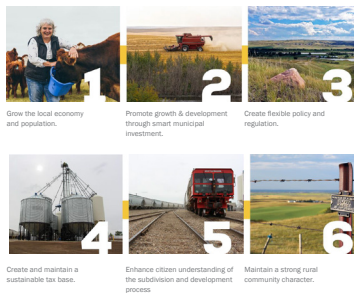 1
2
3
Grow the local economy
and population.
Promote growth & development
through smart municipal
investment.
Create flexible policy and
regulation.
4
5
6
Create and maintain a
sustainable tax base.
Enhance citizen understanding of
the subdivision and development
process
Maintain a strong rural
community character.